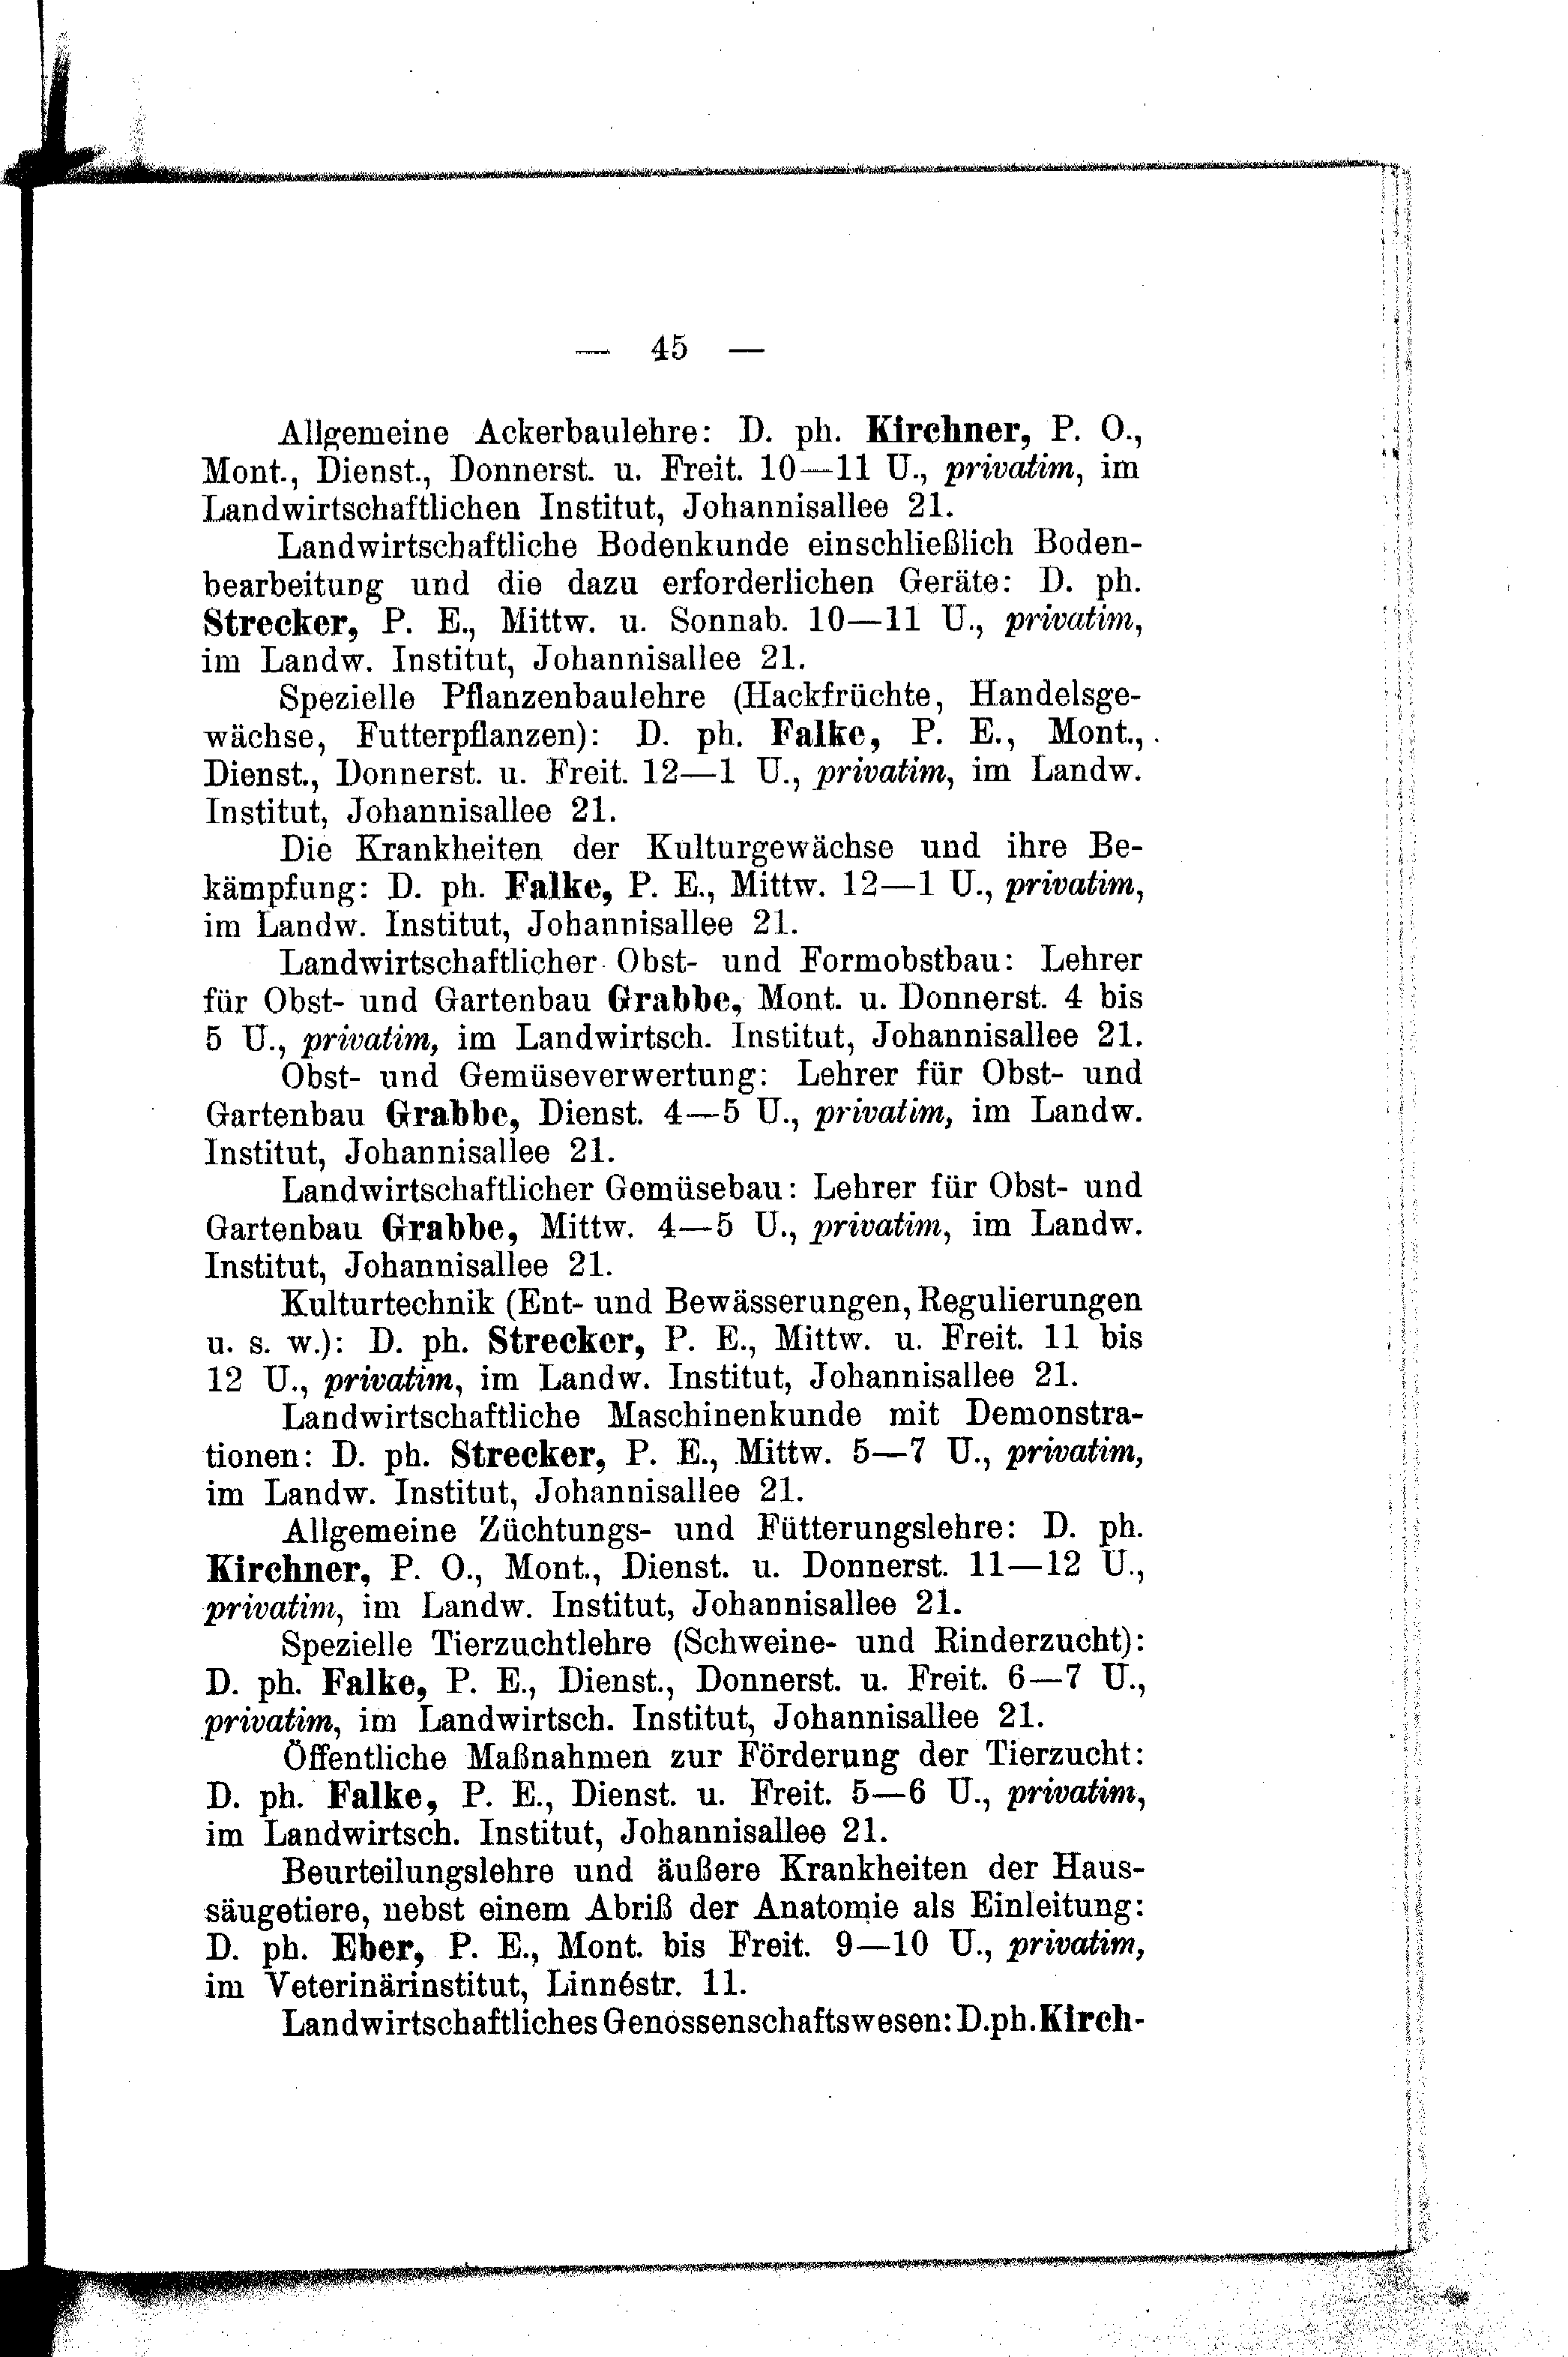 — 45 —
Allgemeine Ackerbaulehre: D. ph. Kirchner, P. O.,
Mont., Dienst., Donnerst. u. Freit. 10—11 U., privatim, im
Landwirtschaftlichen Institut, Johannisallee 21.
Landwirtschaftliche Bodenkunde einschließlich Boden-
bearbeitung und die dazu erforderlichen Geräte: D. ph.
Strecker, P. E., Mittw. u. Sonnab. 10—11 U., privatim,
im Landw. Institut, Johannisallee 21.
Spezielle Pflanzenbaulehre (Hackfrüchte, Handelsge-
wächse, Futterpflanzen): D. ph. Falke, P. E., Mont.,
Dienst., Donnerst. u. Freit. 12—1 U., privatim, im Landw.
Institut, Johannisallee 21.
Die Krankheiten der Kulturgewächse und ihre Be-
kämpfung: D. ph. Falke, P. E., Mittw. 12—1 U., privatim,
im Landw. Institut, Johannisallee 21.
Landwirtschaftlicher Obst- und Formobstbau: Lehrer
für Obst- und Gartenbau Grabbe, Mont. u. Donnerst. 4 bis
5 U., privatim, im Landwirtsch. Institut, Johannisallee 21.
Obst- und Gemüseverwertung: Lehrer für Obst- und
Gartenbau Grabbe, Dienst. 4—5 U., privatim, im Landw.
Institut, Johannisallee 21.
Landwirtschaftlicher Gemüsebau: Lehrer für Obst- und
Gartenbau Grabbe, Mittw. 4—5 U., privatim, im Landw.
Institut, Johannisallee 21.
Kulturtechnik (Ent- und Bewässerungen, Regulierungen
u. s. w.): D. ph. Strecker, P. E., Mittw. u. Freit. 11 bis
12 U., privatim, im Landw. Institut, Johannisallee 21.
Landwirtschaftliche Maschinenkunde mit Demonstra-
tionen: D. ph. Strecker, P. E., Mittw. 5—7 U., privatim,
im Landw. Institut, Johannisallee 21.
Allgemeine Züchtungs- und Fütterungslehre: D. ph.
Kirchner, P. O., Mont., Dienst. u. Donnerst. 11—12 U.,
privatim, im Landw. Institut, Johannisallee 21.
Spezielle Tierzuchtlehre (Schweine- und Rinderzucht):
D. ph. Falke, P. E., Dienst., Donnerst. u. Freit. 6—7 U.,
privatim, im Landwirtsch. Institut, Johannisallee 21.
Öffentliche Maßnahmen zur Förderung der Tierzucht:
D. ph. Falke, P. E., Dienst. u. Freit. 5—6 U., privatim,
im Landwirtsch. Institut, Johannisallee 21.
Beurteilungslehre und äußere Krankheiten der Haus-
säugetiere, nebst einem Abriß der Anatomie als Einleitung:
D. ph. Eber, P. E., Mont. bis Freit. 9—10 U., privatim,
im Veterinärinstitut, Linnéstr. 11.
Landwirtschaftliches Genossenschaftswesen: D. ph. Kirch-